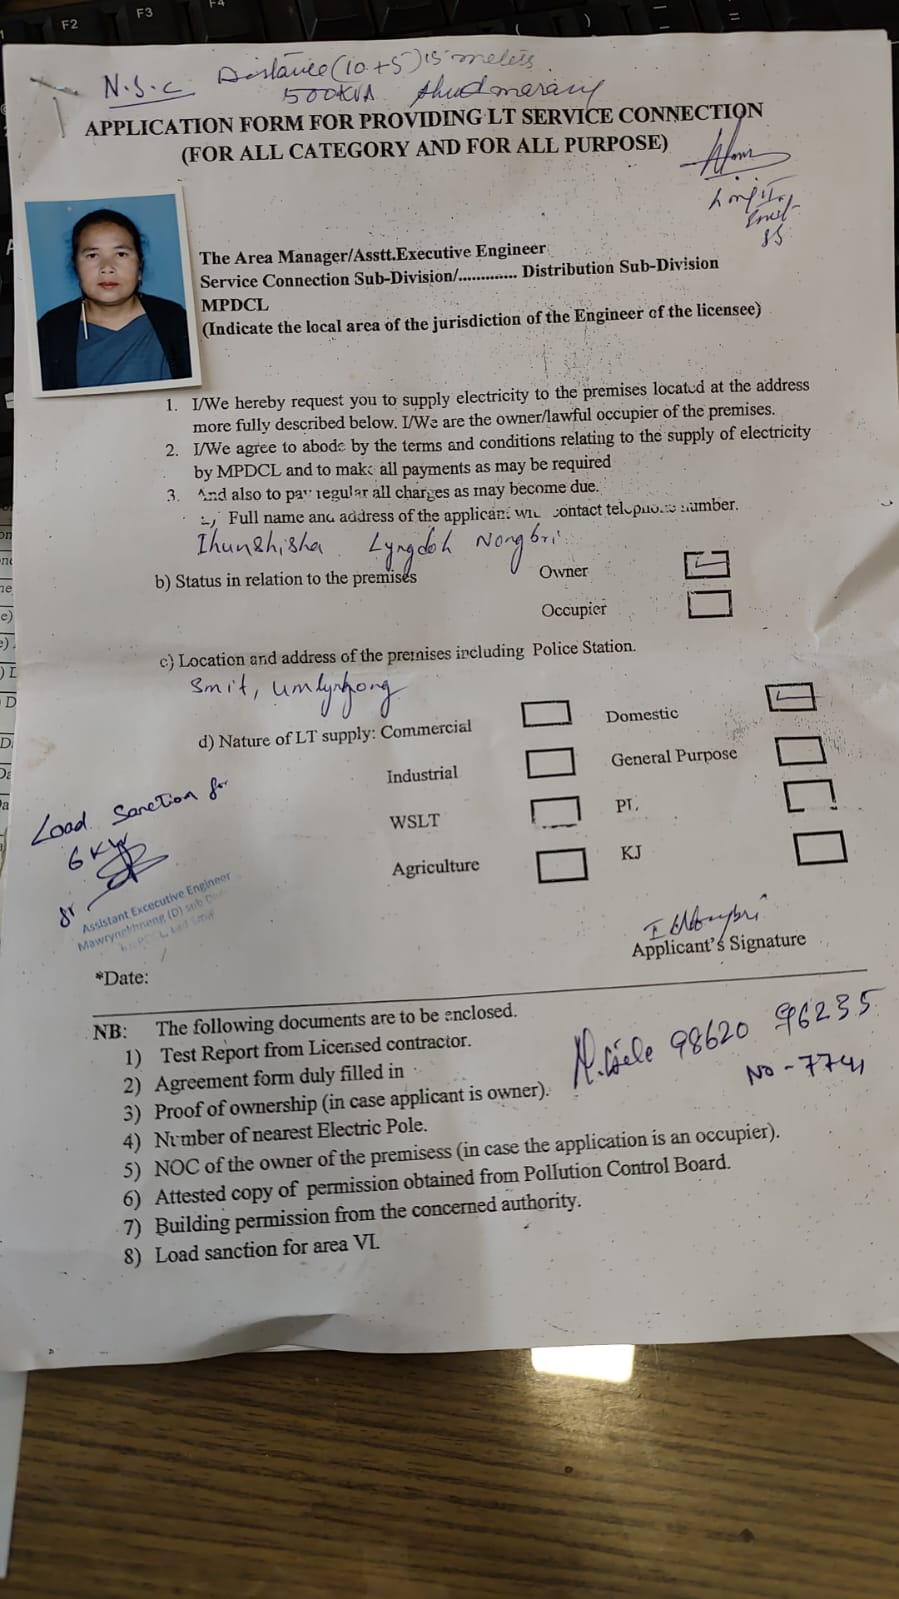 F2
F3
F4
N.S.C Distance (10+5) 15 meters
500KVA
APPLICATION FORM FOR PROVIDING LT SERVICE CONNECTION
(FOR ALL CATEGORY AND FOR ALL PURPOSE)
The Area Manager/Asstt.Executive Engineer
Service Connection Sub-Division/............. Distribution Sub-Division
MPDCL
(Indicate the local area of the jurisdiction of the Engineer of the licensee)
1. I/We hereby request you to supply electricity to the premises located at the address
more fully described below. I/We are the owner/lawful occupier of the premises.
2. I/We agree to abode by the terms and conditions relating to the supply of electricity
by MPDCL and to make all payments as may be required
3. And also to pay regular all charges as may become due.
Full name and address of the applicant with contact telephone number.
Ihunshisha Lyngdoh Nongbri
b) Status in relation to the premises
Owner
Occupier
c) Location and address of the premises including Police Station.
Smit, Umlyngong
d) Nature of LT supply: Commercial
Domestic
Industrial
General Purpose
WSLT
PL
Agriculture
KJ
Load Sanction for
6 KW
Assistant Excecutive Engineer
(D) sub
Applicant's Signature
*Date:
NB: The following documents are to be enclosed.
1) Test Report from Licensed contractor.
2) Agreement form duly filled in
3) Proof of ownership (in case applicant is owner).
4) Number of nearest Electric Pole.
5) NOC of the owner of the premisess (in case the application is an occupier).
6) Attested copy of permission obtained from Pollution Control Board.
7) Building permission from the concerned authority.
8) Load sanction for area VI.
98620 96235
No - 7741